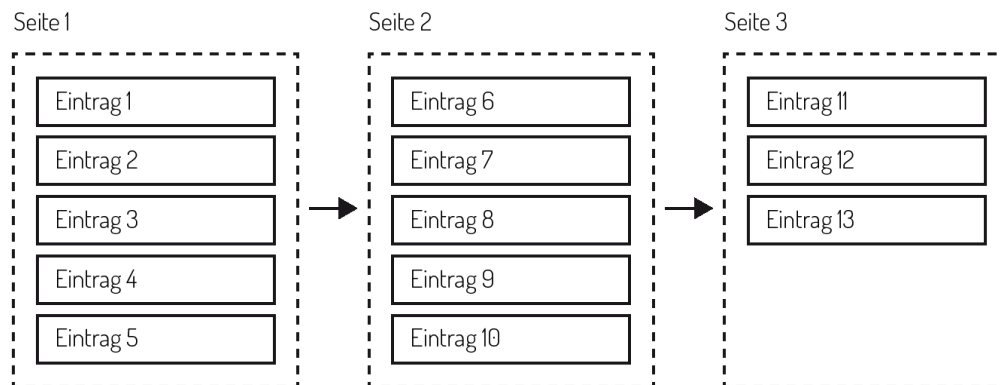 Seite 1
Eintrag 1
Eintrag 2
Eintrag 3
Eintrag 4
Eintrag 5
Seite 2
Eintrag 6
Eintrag 7
Eintrag 8
Eintrag 9
Eintrag 10
Seite 3
Eintrag 11
Eintrag 12
Eintrag 13